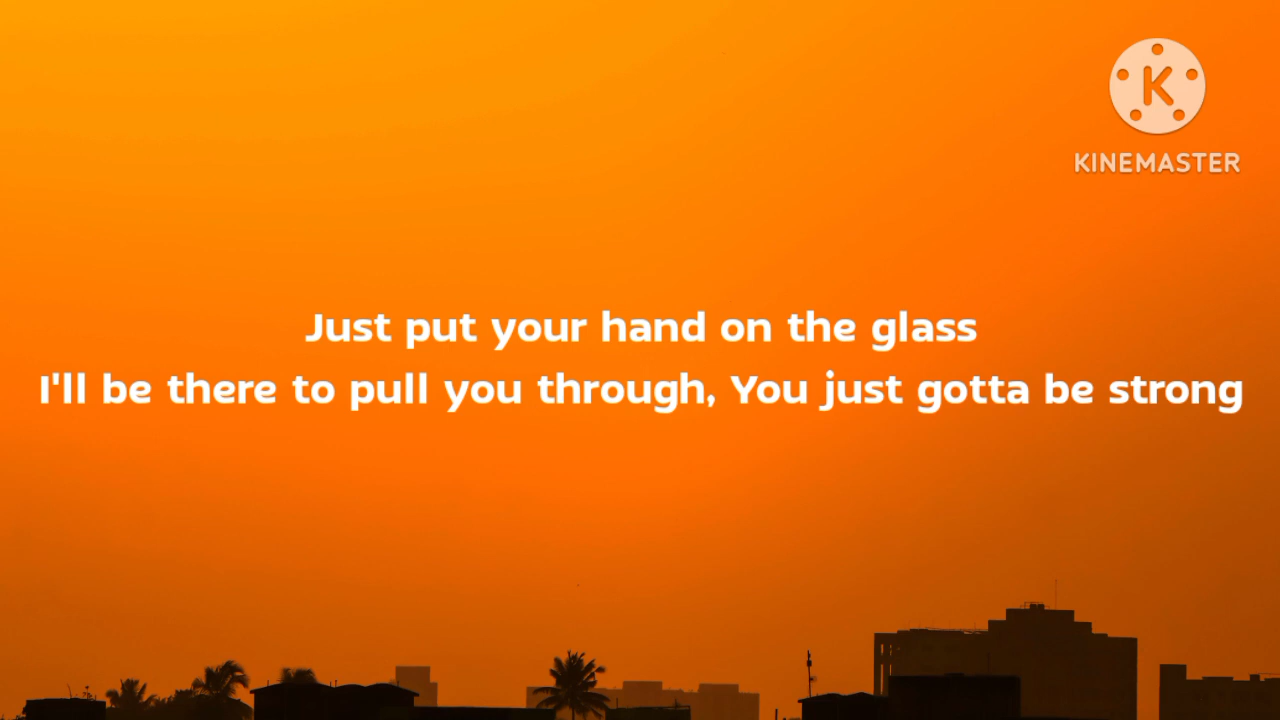 K
KINEMASTER
Just put your hand on the glass
I'll be there to pull you through, You just gotta be strong